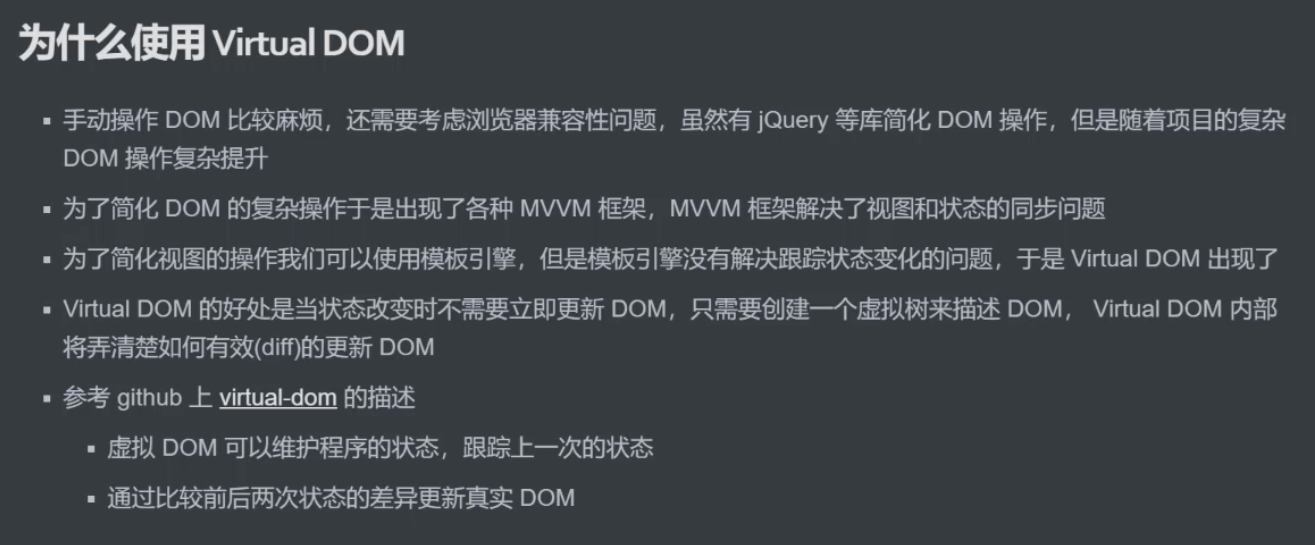 为什么使用 Virtual DOM
▪ 手动操作 DOM 比较麻烦，还需要考虑浏览器兼容性问题，虽然有 jQuery 等库简化 DOM 操作，但是随着项目的复杂
DOM 操作复杂提升
▪ 为了简化 DOM 的复杂操作于是出现了各种 MVVM 框架，MVVM 框架解决了视图和状态的同步问题
▪ 为了简化视图的操作我们可以使用模板引擎，但是模板引擎没有解决跟踪状态变化的问题，于是 Virtual DOM 出现了
▪ Virtual DOM 的好处是当状态改变时不需要立即更新 DOM，只需要创建一个虚拟树来描述 DOM， Virtual DOM 内部
将弄清楚如何有效(diff)的更新 DOM
▪ 参考 github 上 virtual-dom 的描述
▪ 虚拟 DOM 可以维护程序的状态，跟踪上一次的状态
▪ 通过比较前后两次状态的差异更新真实 DOM